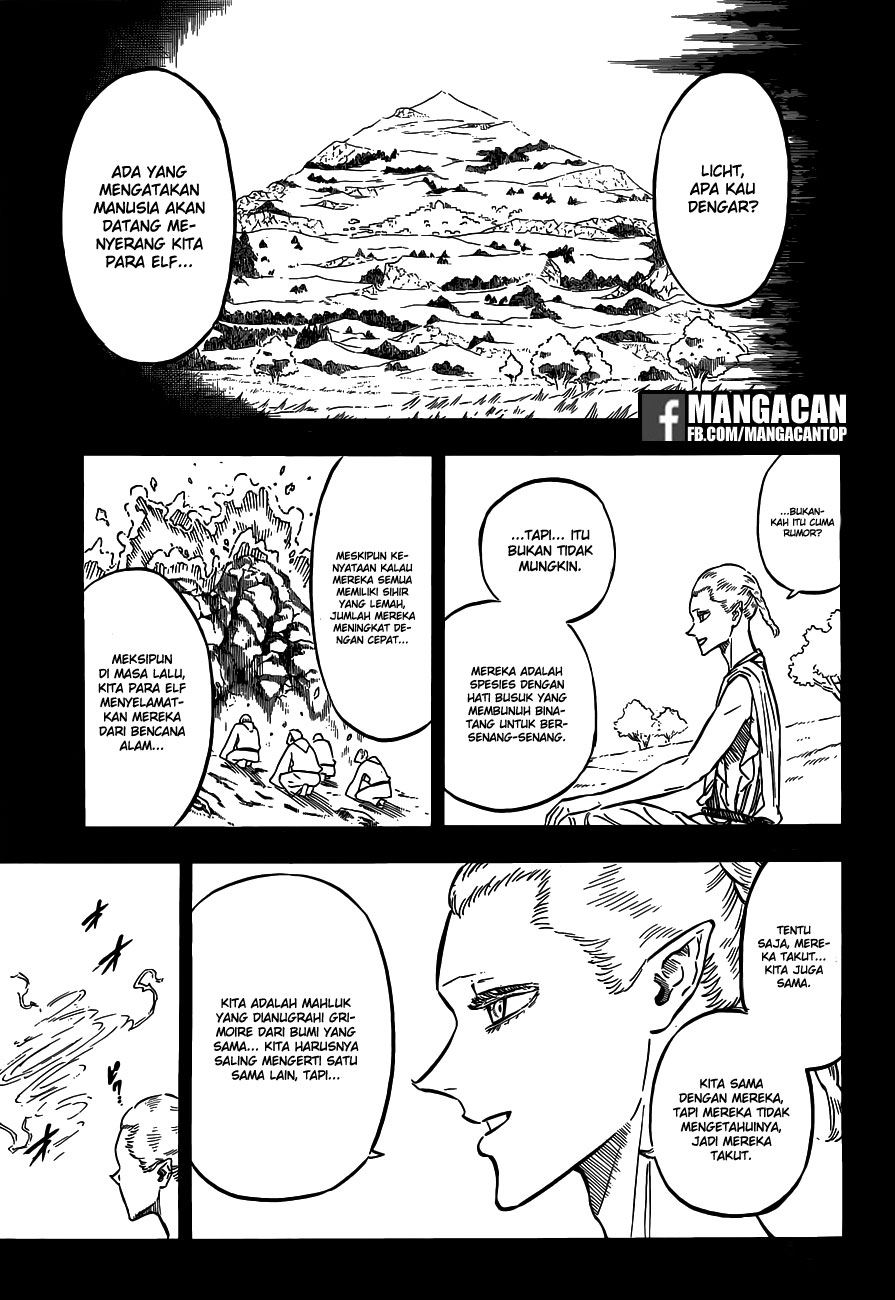 LICHT,
APA KAU
DENGAR?
ADA YANG
MENGATAKAN
MANUSIA AKAN
DATANG ME-
NYERANG KITA
PARA ELF...
MANGACAN
FB.COM/MANGACANTOP
...BUKAN-
KAH ITU CUMA
RUMOR?
...TAPI... ITU
BUKAN TIDAK
MUNGKIN.
MEREKA ADALAH
SPESIES DENGAN
HATI BUSUK YANG
MEMBUNUH BINA-
TANG UNTUK BER-
SENANG-SENANG.
MESKIPUN KE-
NYATAAN KALAU
MEREKA SEMUA
MEMILIKI SIHIR
YANG LEMAH,
JUMLAH MEREKA
MENINGKAT DE-
NGAN CEPAT...
MEKSIPUN
DI MASA LALU,
KITA PARA ELF
MENYELAMAT-
KAN MEREKA
DARI BENCANA
ALAM...
TENTU
SAJA, MERE-
KA TAKUT...
KITA JUGA
SAMA.
KITA SAMA
DENGAN MEREKA,
TAPI MEREKA TIDAK
MENGETAHUINYA,
JADI MEREKA
TAKUT.
KITA ADALAH MAHLUK
YANG DIANUGRAHI GRI-
MOIRE DARI BUMI YANG
SAMA... KITA HARUSNYA
SALING MENGERTI SATU
SAMA LAIN, TAPI...